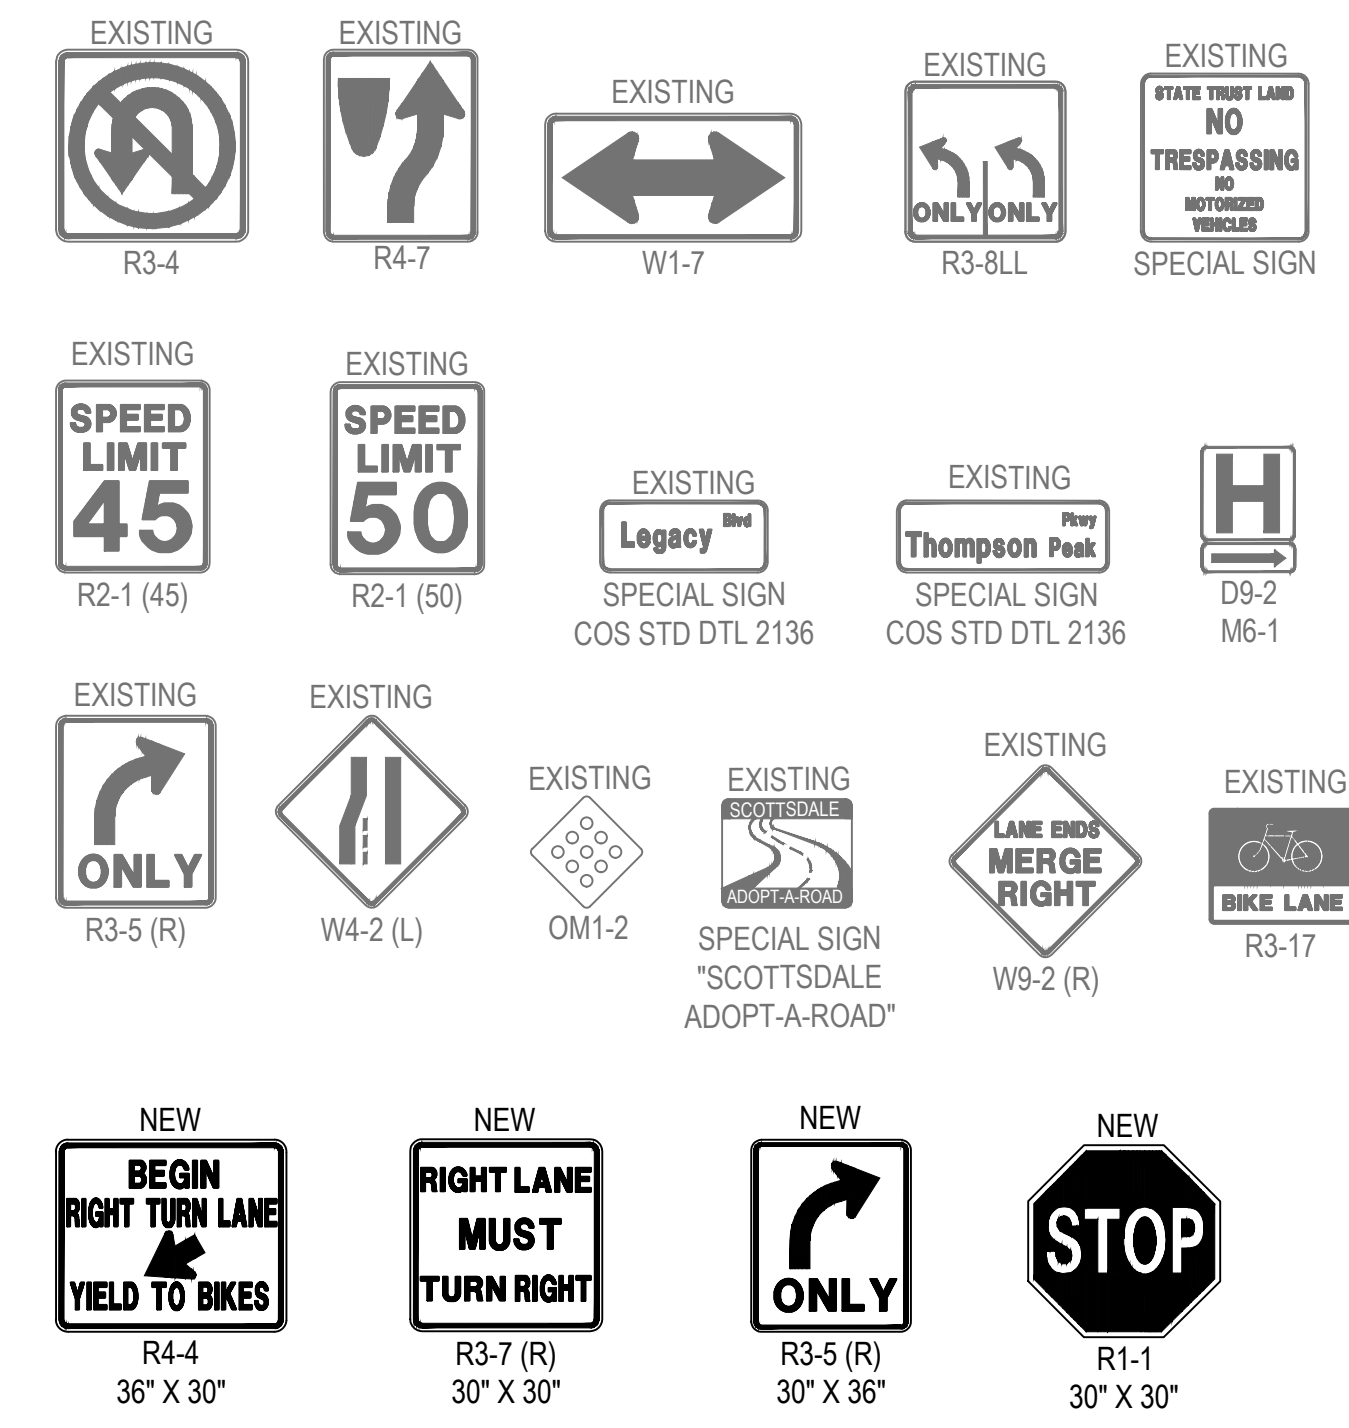 EXISTING
R3-4
EXISTING
R4-7
EXISTING
W1-7
EXISTING
ONLY ONLY
R3-8LL
EXISTING
STATE TRUST LAND
NO
TRESPASSING
NO
MOTORIZED
VEHICLES
SPECIAL SIGN
EXISTING
SPEED
LIMIT
45
R2-1 (45)
EXISTING
SPEED
LIMIT
50
R2-1 (50)
EXISTING
Legacy Blvd
SPECIAL SIGN
COS STD DTL 2136
EXISTING
Pkwy
Thompson Peak
SPECIAL SIGN
COS STD DTL 2136
H
D9-2
M6-1
EXISTING
ONLY
R3-5 (R)
EXISTING
W4-2 (L)
EXISTING
OM1-2
EXISTING
SCOTTSDALE
ADOPT-A-ROAD
SPECIAL SIGN
"SCOTTSDALE
ADOPT-A-ROAD"
EXISTING
LANE ENDS
MERGE
RIGHT
W9-2 (R)
EXISTING
BIKE LANE
R3-17
NEW
BEGIN
RIGHT TURN LANE
YIELD TO BIKES
R4-4
36" X 30"
NEW
RIGHT LANE
MUST
TURN RIGHT
R3-7 (R)
30" X 30"
NEW
ONLY
R3-5 (R)
30" X 36"
NEW
STOP
R1-1
30" X 30"